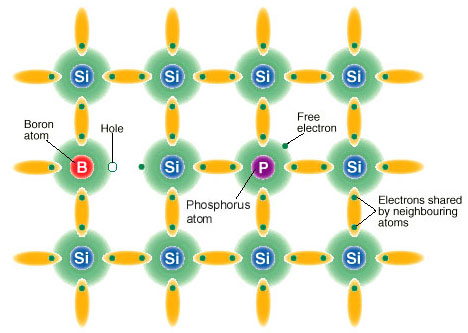 Si Si Si Si
Boron
atom
Hole
Free
electron
B Si P Si
Phosphorus
atom
Electrons shared
by neighbouring
atoms
Si Si Si Si